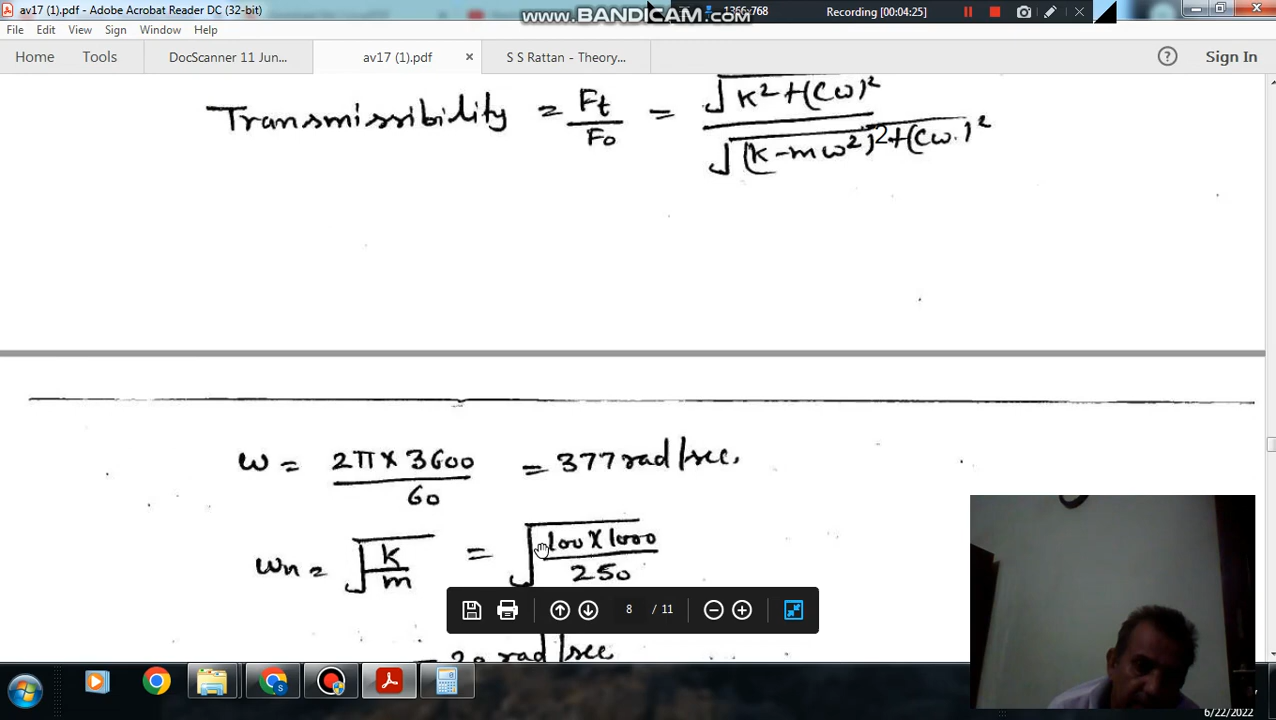 av17 (1).pdf - Adobe Acrobat Reader DC (32-bit)
www.BANDICAM.com
1366x768
Recording [00:04:25]
File Edit View Sign Window Help
Home Tools DocScanner 11 Jun... av17 (1).pdf × S S Rattan - Theory... Sign In
Transmissibility = Ft/F0 = √K²+(Cω)² / √(K-mω²)²+(Cω)²
ω = 2π×3600/60 = 377 rad/sec.
ωn = √K/m = √100×1000/250
8 / 11
= 20 rad/sec
6/22/2022